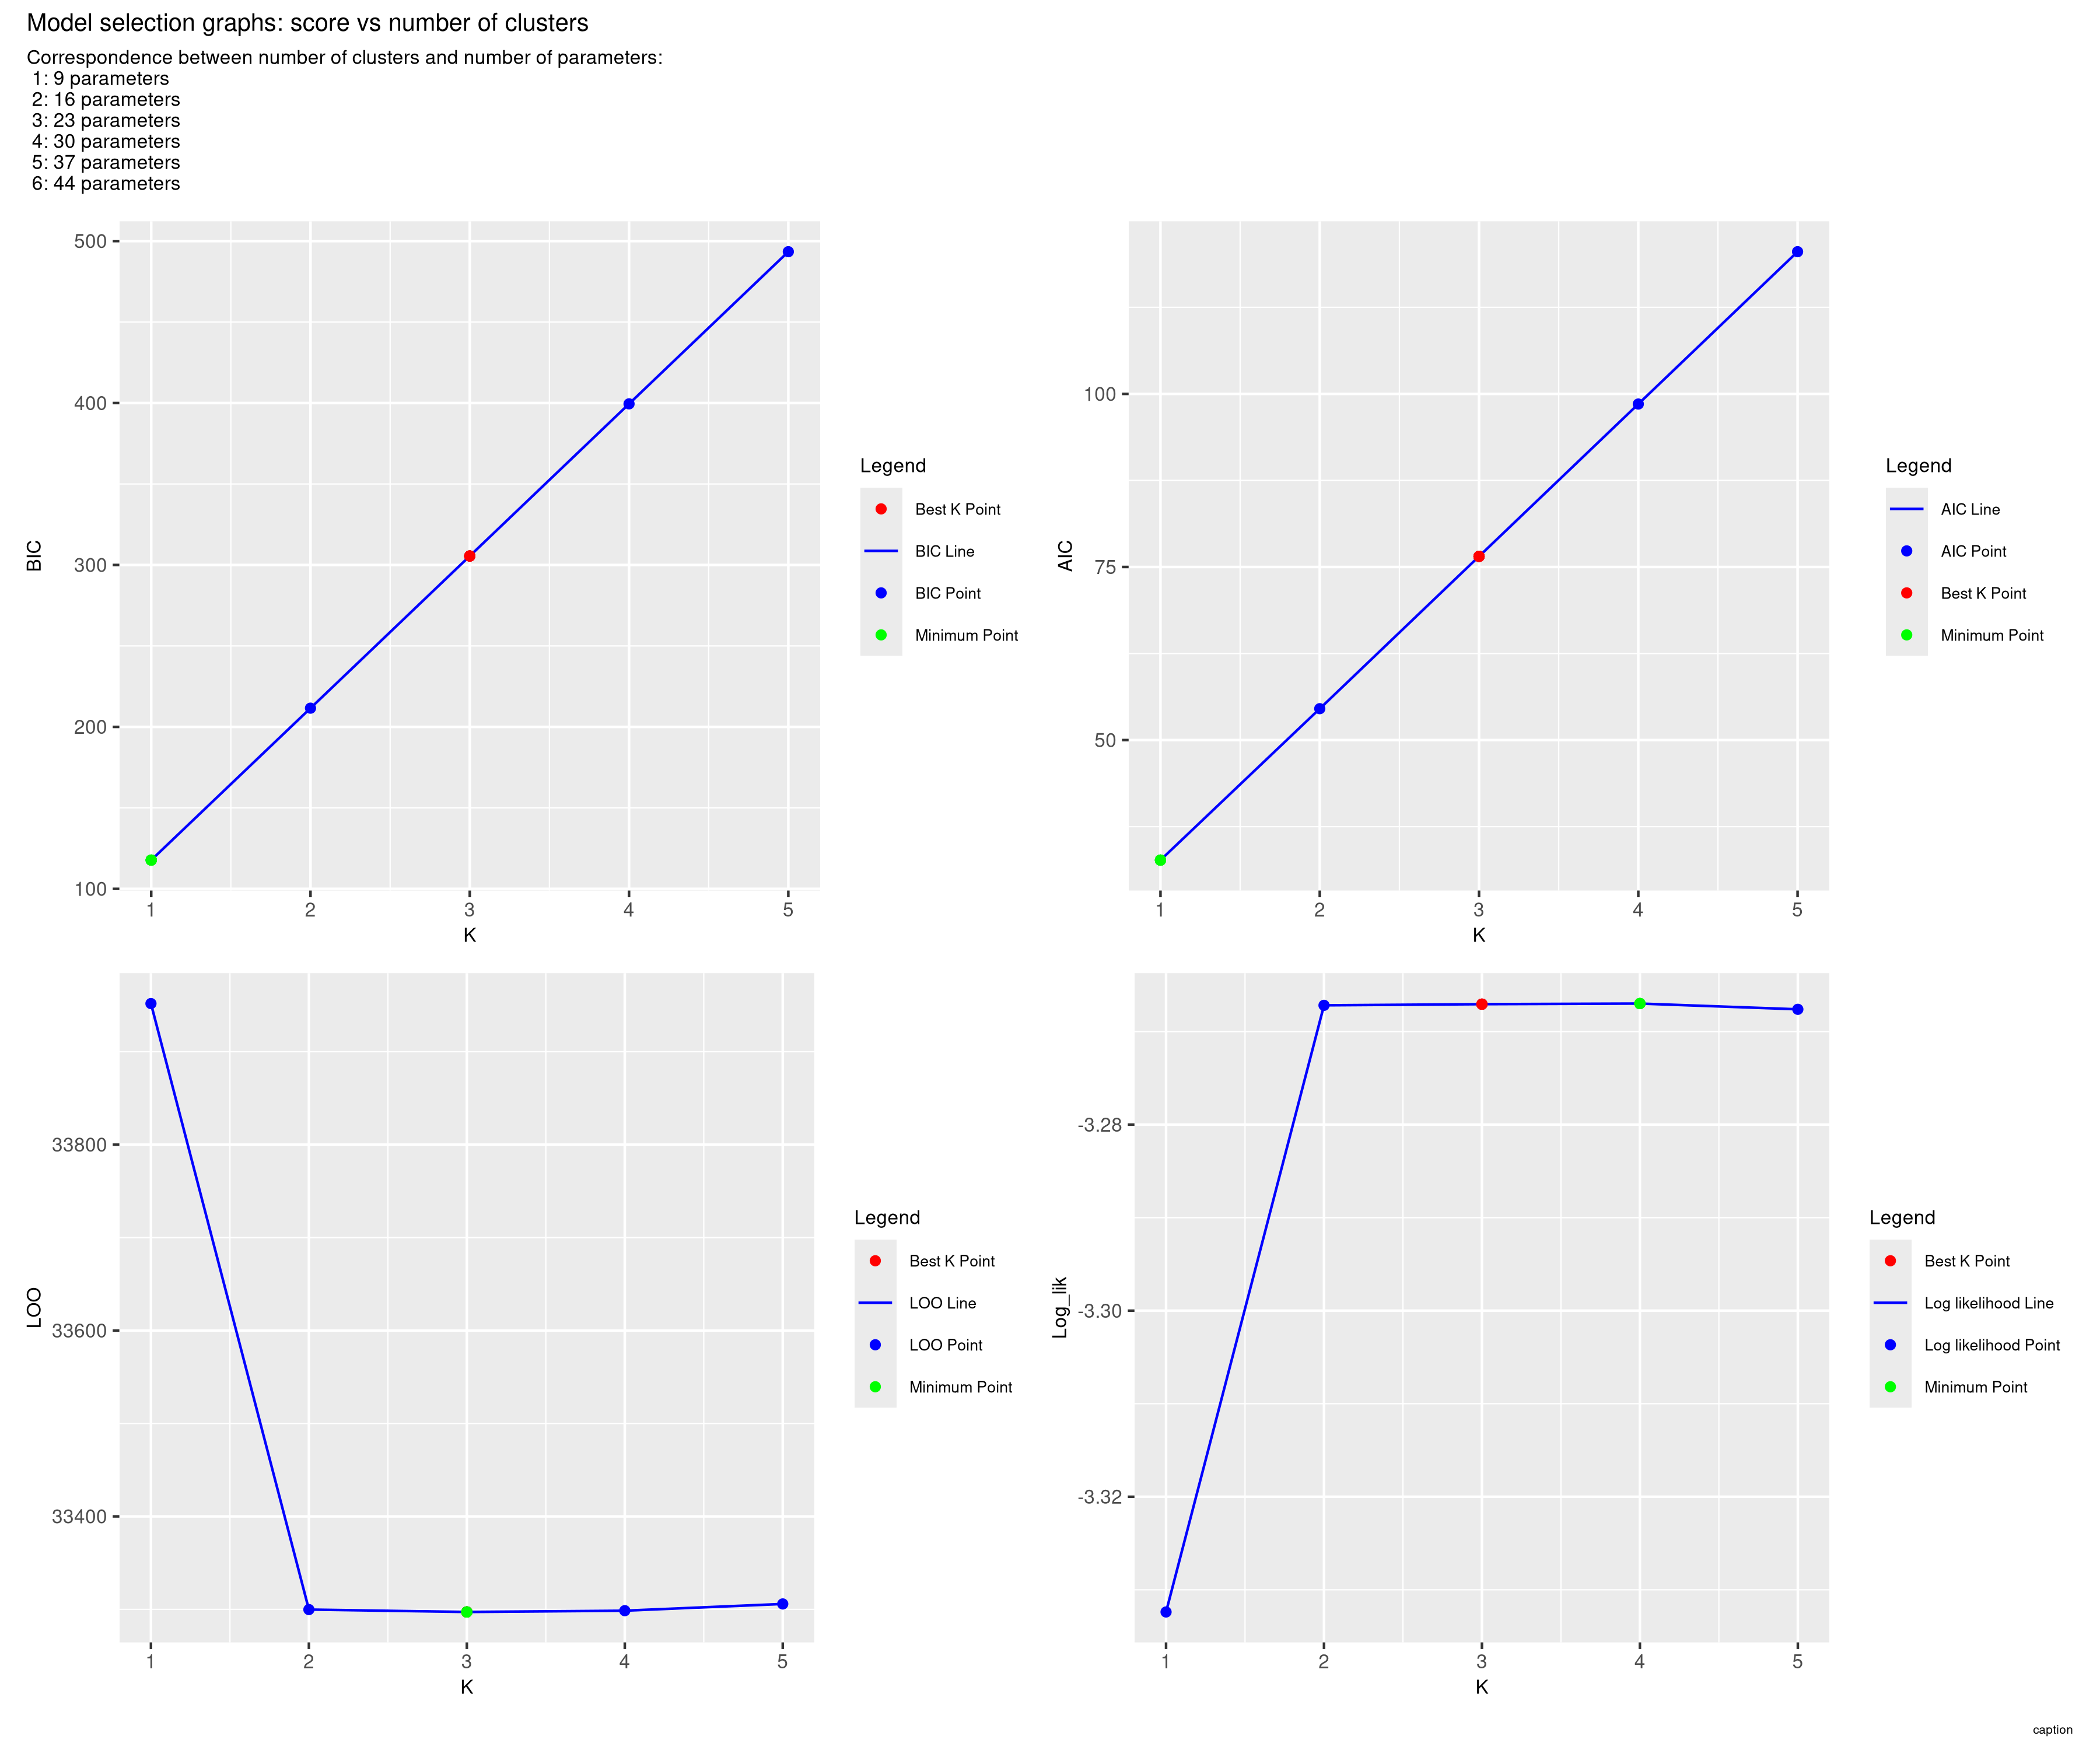 Model selection graphs: score vs number of clusters
Correspondence between number of clusters and number of parameters:
1: 9 parameters
2: 16 parameters
3: 23 parameters
4: 30 parameters
5: 37 parameters
6: 44 parameters
500
400
300
200
100
BIC
1 2 3 4 5
K
Legend
Best K Point
BIC Line
BIC Point
Minimum Point
100
75
50
AIC
1 2 3 4 5
K
Legend
AIC Line
AIC Point
Best K Point
Minimum Point
33800
33600
33400
LOO
1 2 3 4 5
K
Legend
Best K Point
LOO Line
LOO Point
Minimum Point
-3.28
-3.30
-3.32
Log_lik
1 2 3 4 5
K
Legend
Best K Point
Log likelihood Line
Log likelihood Point
Minimum Point
caption